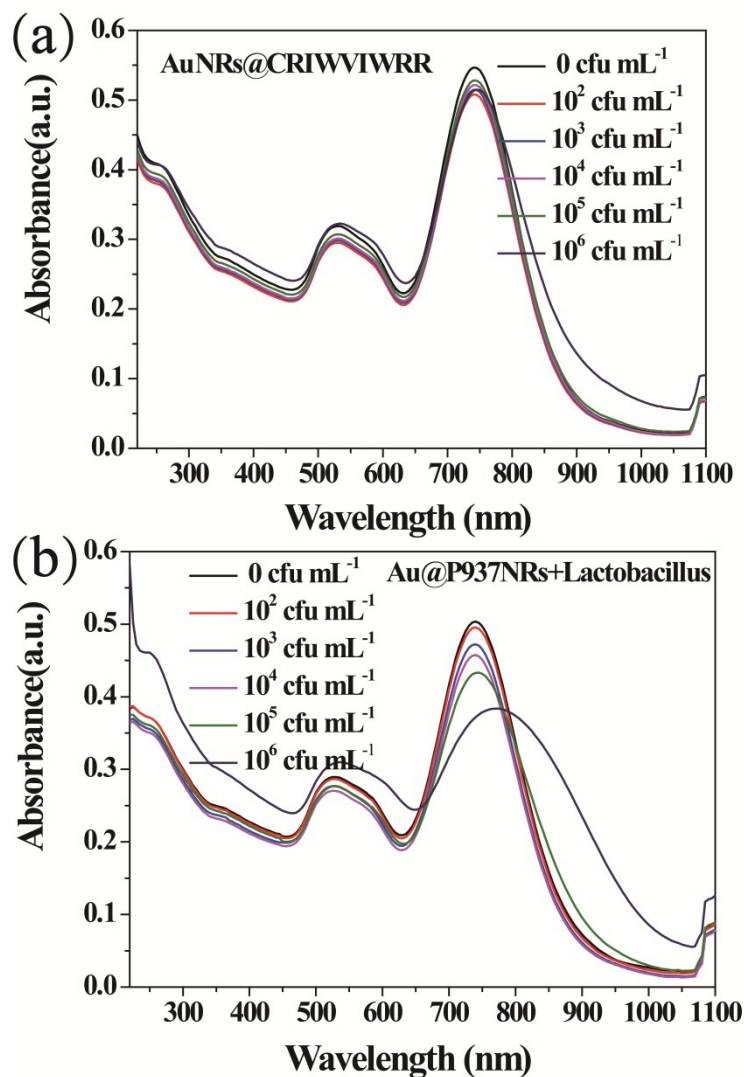 (a)
AuNRs@CRIWVIWRR
0 cfu mL-1
10² cfu mL-1
10³ cfu mL-1
10⁴ cfu mL-1
10⁵ cfu mL-1
10⁶ cfu mL-1
Absorbance(a.u.)
0.6
0.5
0.4
0.3
0.2
0.1
0.0
300 400 500 600 700 800 900 1000 1100
Wavelength (nm)
(b)
Au@P937NRs+Lactobacillus
0 cfu mL-1
10² cfu mL-1
10³ cfu mL-1
10⁴ cfu mL-1
10⁵ cfu mL-1
10⁶ cfu mL-1
Absorbance(a.u.)
0.6
0.5
0.4
0.3
0.2
0.1
0.0
300 400 500 600 700 800 900 1000 1100
Wavelength (nm)